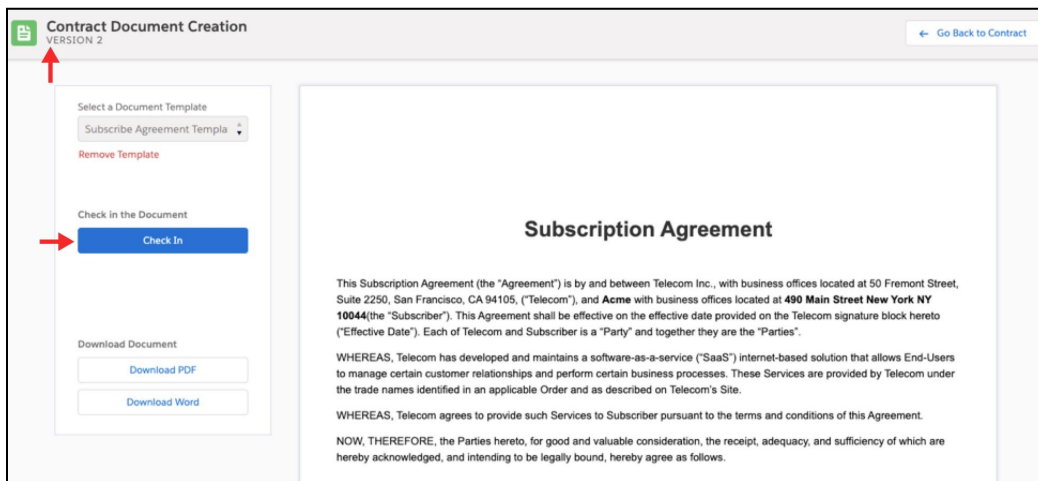 Contract Document Creation
VERSION 2
← Go Back to Contract
Select a Document Template
Subscribe Agreement Templa
Remove Template
Check in the Document
Check In
Download Document
Download PDF
Download Word
Subscription Agreement
This Subscription Agreement (the “Agreement”) is by and between Telecom Inc., with business offices located at 50 Fremont Street,
Suite 2250, San Francisco, CA 94105, (“Telecom”), and Acme with business offices located at 490 Main Street New York NY
10044(the “Subscriber”). This Agreement shall be effective on the effective date provided on the Telecom signature block hereto
(“Effective Date”). Each of Telecom and Subscriber is a “Party” and together they are the “Parties”.
WHEREAS, Telecom has developed and maintains a software-as-a-service (“SaaS”) internet-based solution that allows End-Users
to manage certain customer relationships and perform certain business processes. These Services are provided by Telecom under
the trade names identified in an applicable Order and as described on Telecom’s Site.
WHEREAS, Telecom agrees to provide such Services to Subscriber pursuant to the terms and conditions of this Agreement.
NOW, THEREFORE, the Parties hereto, for good and valuable consideration, the receipt, adequacy, and sufficiency of which are
hereby acknowledged, and intending to be legally bound, hereby agree as follows.